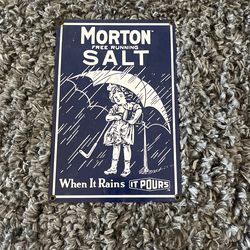 MORTON
FREE RUNNING
SALT
When It Rains IT POURS